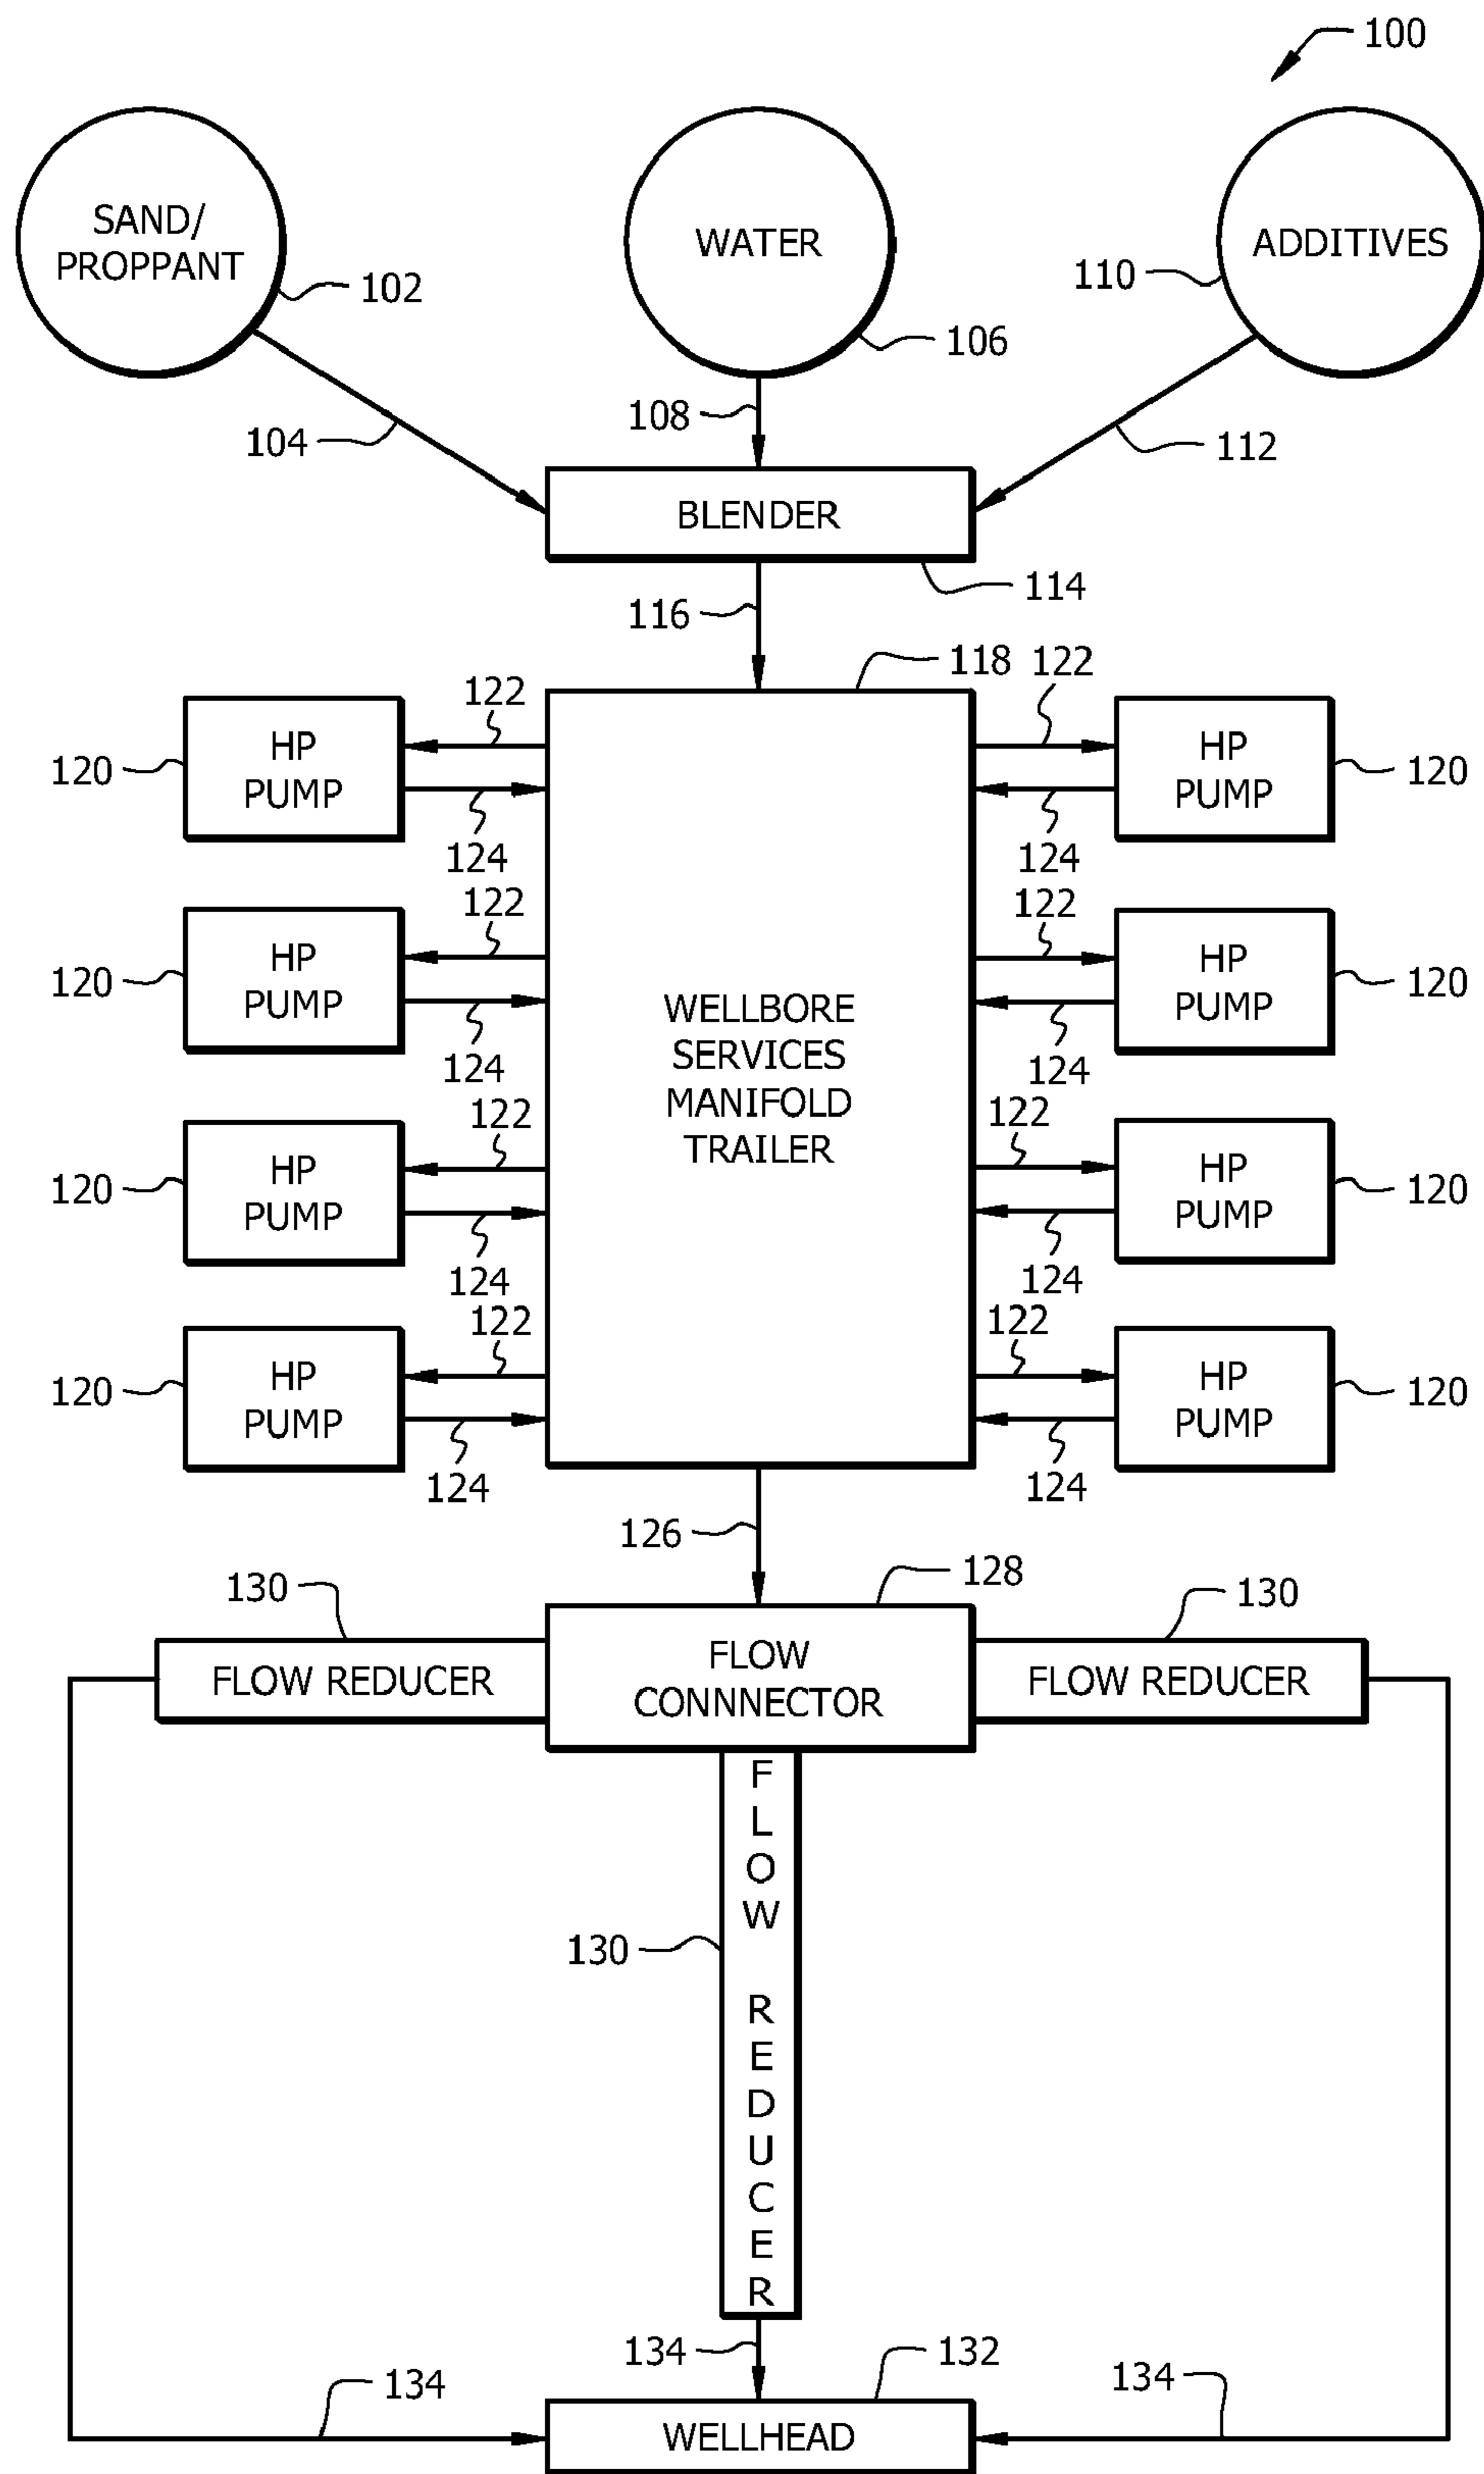 100
SAND/
PROPPANT
WATER
ADDITIVES
102
106
110
104
108
112
BLENDER
114
116
118
122
122
120
HP
PUMP
HP
PUMP
120
124
124
122
122
120
HP
PUMP
HP
PUMP
120
124
124
WELLBORE
SERVICES
MANIFOLD
TRAILER
122
122
120
HP
PUMP
HP
PUMP
120
124
124
122
122
120
HP
PUMP
HP
PUMP
120
124
124
126
128
130
130
FLOW REDUCER
FLOW
CONNNECTOR
FLOW REDUCER
F
L
O
W
130
R
E
D
U
C
E
R
134
132
134
134
WELLHEAD